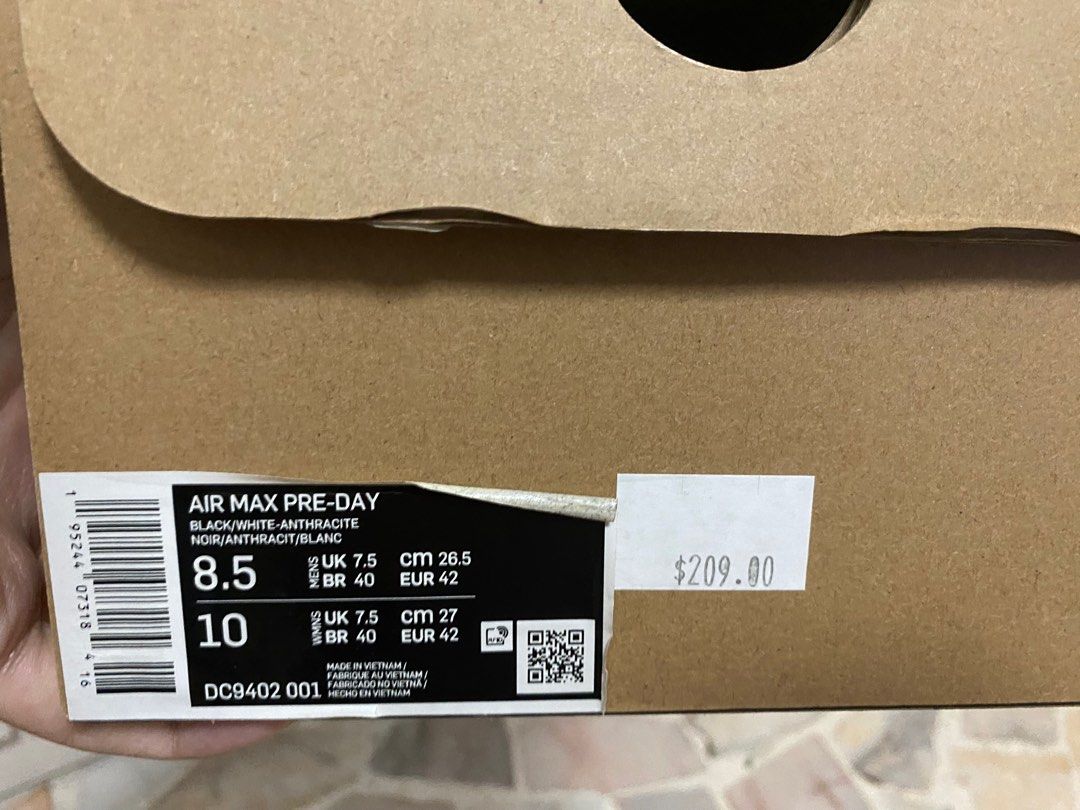 AIR MAX PRE-DAY
BLACK/WHITE-ANTHRACITE
NOIR/ANTHRACIT/BLANC
8.5 MENS UK 7.5 cm 26.5
BR 40 EUR 42
10 WMNS UK 7.5 cm 27
BR 40 EUR 42
MADE IN VIETNAM /
FABRIQUE AU VIETNAM /
FABRICADO NO VIETNÃ /
HECHO EN VIETNAM
DC9402 001
1 95244 07318 4 16
$209.00